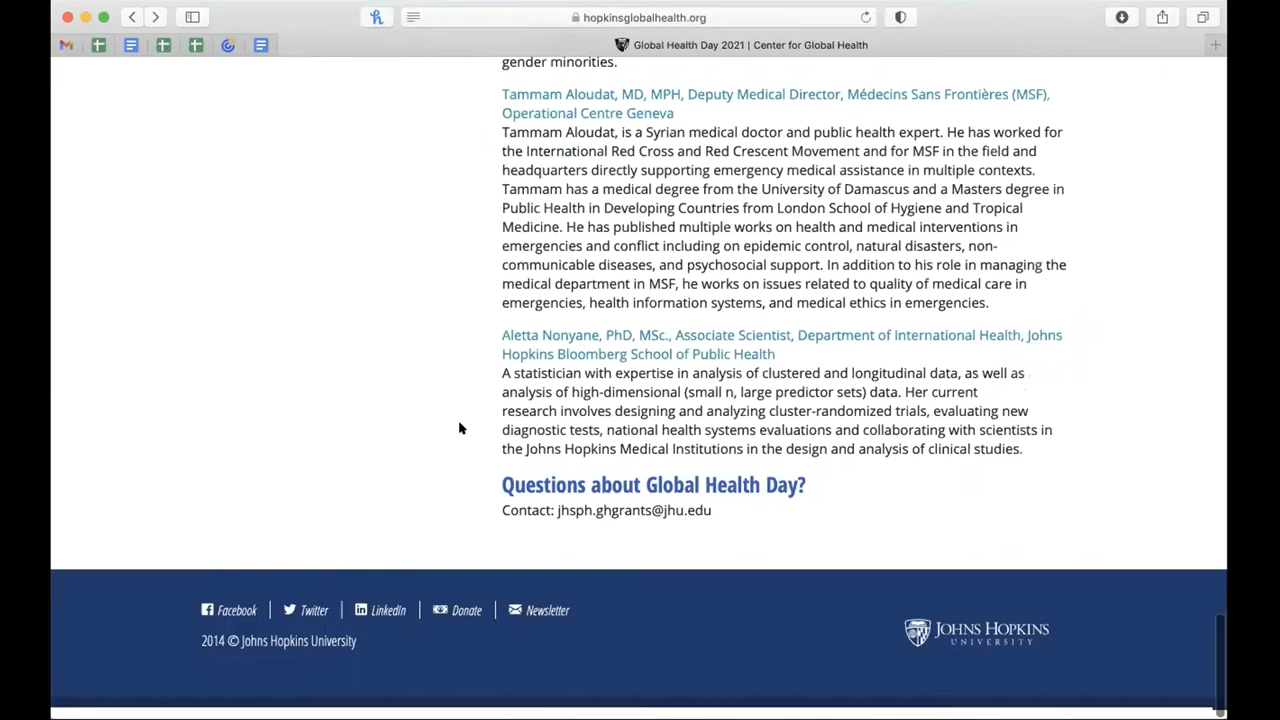 hopkinsglobalhealth.org
Global Health Day 2021 | Center for Global Health
gender minorities.
Tammam Aloudat, MD, MPH, Deputy Medical Director, Médecins Sans Frontières (MSF),
Operational Centre Geneva
Tammam Aloudat, is a Syrian medical doctor and public health expert. He has worked for
the International Red Cross and Red Crescent Movement and for MSF in the field and
headquarters directly supporting emergency medical assistance in multiple contexts.
Tammam has a medical degree from the University of Damascus and a Masters degree in
Public Health in Developing Countries from London School of Hygiene and Tropical
Medicine. He has published multiple works on health and medical interventions in
emergencies and conflict including on epidemic control, natural disasters, non-
communicable diseases, and psychosocial support. In addition to his role in managing the
medical department in MSF, he works on issues related to quality of medical care in
emergencies, health information systems, and medical ethics in emergencies.
Aletta Nonyane, PhD, MSc., Associate Scientist, Department of International Health, Johns
Hopkins Bloomberg School of Public Health
A statistician with expertise in analysis of clustered and longitudinal data, as well as
analysis of high-dimensional (small n, large predictor sets) data. Her current
research involves designing and analyzing cluster-randomized trials, evaluating new
diagnostic tests, national health systems evaluations and collaborating with scientists in
the Johns Hopkins Medical Institutions in the design and analysis of clinical studies.
Questions about Global Health Day?
Contact: jhsph.ghgrants@jhu.edu
Facebook | Twitter | LinkedIn | Donate | Newsletter
2014 © Johns Hopkins University
JOHNS HOPKINS
UNIVERSITY